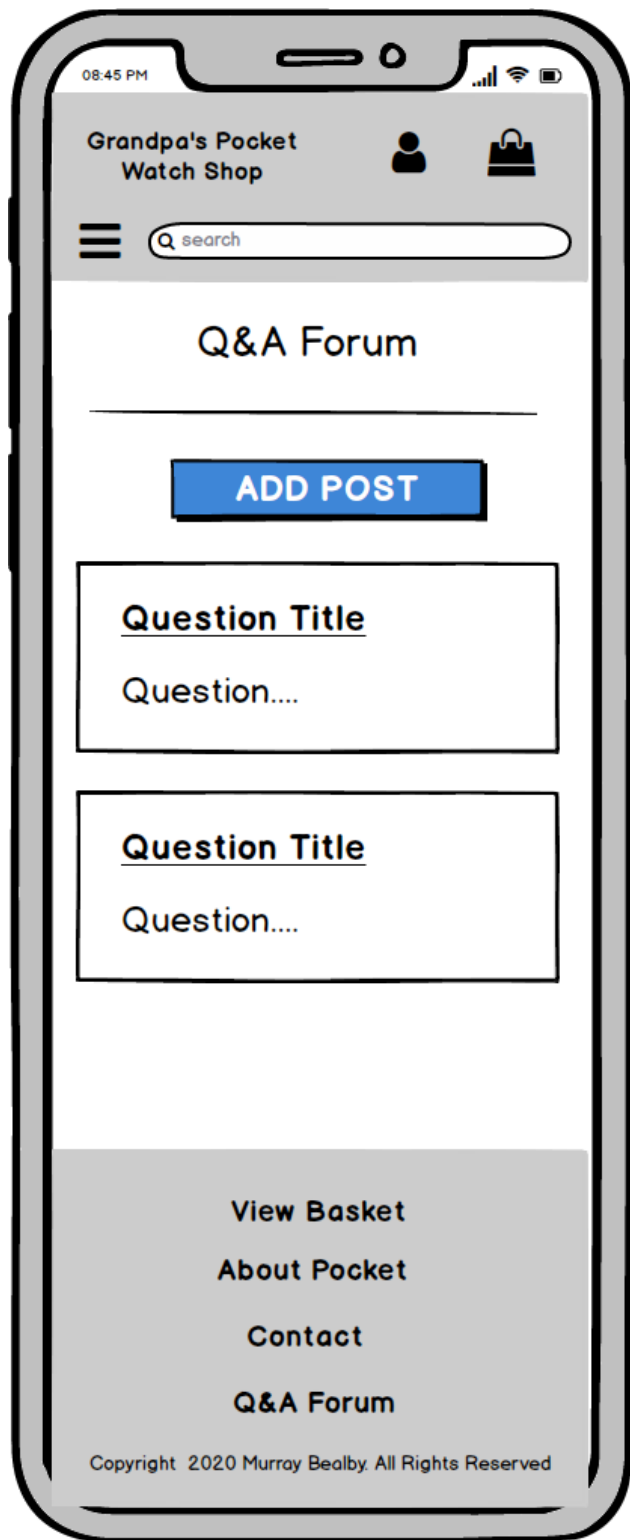 08:45 PM
Grandpa's Pocket
Watch Shop
search
Q&A Forum
ADD POST
Question Title
Question....
Question Title
Question....
View Basket
About Pocket
Contact
Q&A Forum
Copyright  2020 Murray Bealby. All Rights Reserved